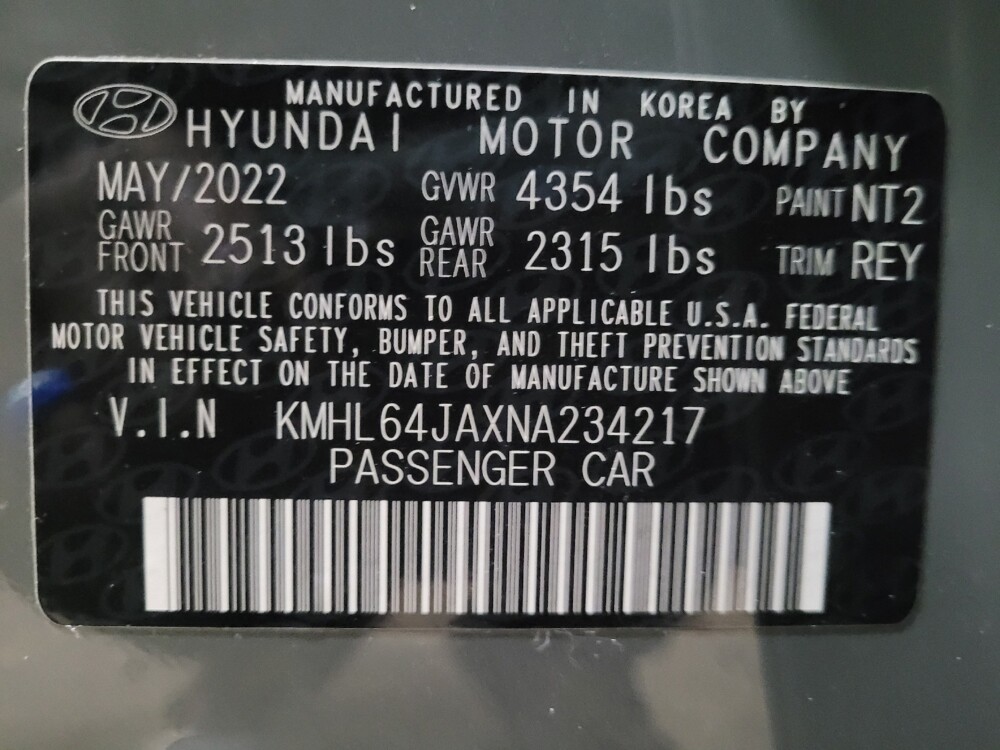 MANUFACTURED IN KOREA BY
HYUNDAI MOTOR COMPANY
MAY/2022 GVWR 4354 lbs PAINT NT2
GAWR FRONT 2513 lbs GAWR REAR 2315 lbs TRIM REY
THIS VEHICLE CONFORMS TO ALL APPLICABLE U.S.A. FEDERAL
MOTOR VEHICLE SAFETY, BUMPER, AND THEFT PREVENTION STANDARDS
IN EFFECT ON THE DATE OF MANUFACTURE SHOWN ABOVE
V.I.N KMHL64JAXNA234217
PASSENGER CAR